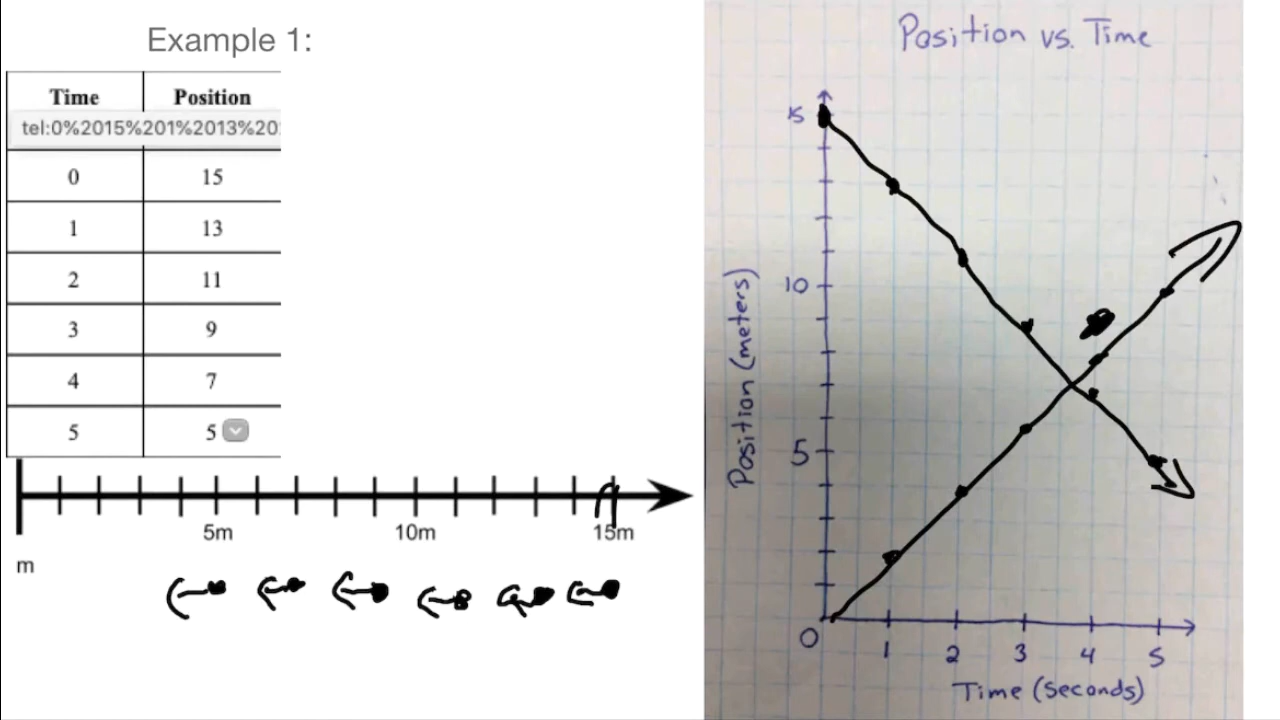 Example 1:
Time Position
tel:0%2015%201%2013%20
0 15
1 13
2 11
3 9
4 7
5 5
5m 10m 15m
m
Position vs. Time
15
10
5
0
Position (meters)
1 2 3 4 5
Time (seconds)